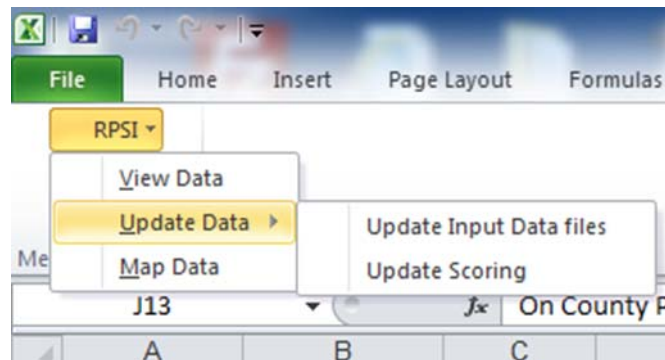 File Home Insert Page Layout Formulas
RPSI
View Data
Update Data Update Input Data files
Map Data Update Scoring
Me
J13 fx On County P
A B C